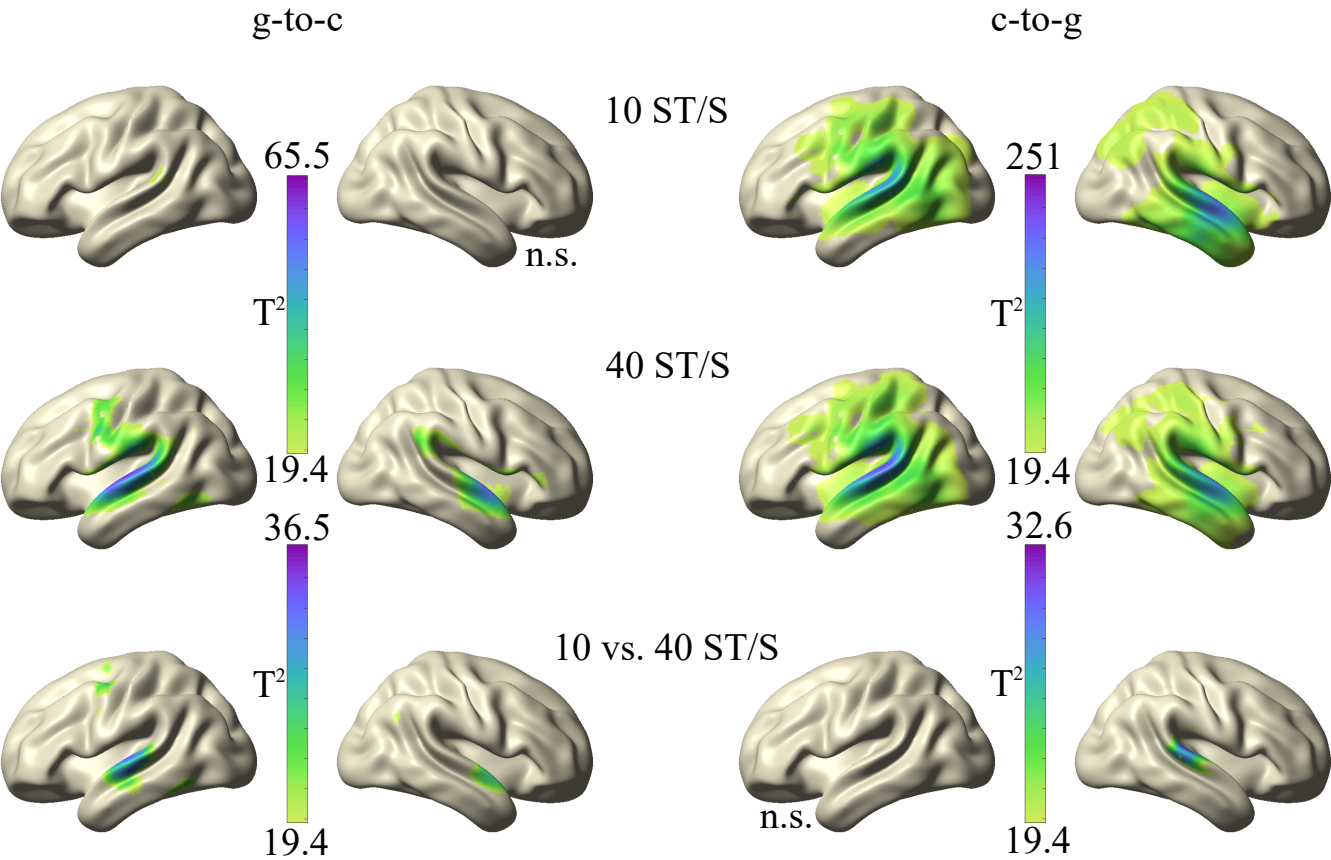 g-to-c
c-to-g
10 ST/S
65.5
251
n.s.
T²
T²
40 ST/S
19.4
19.4
36.5
32.6
10 vs. 40 ST/S
T²
T²
n.s.
19.4
19.4